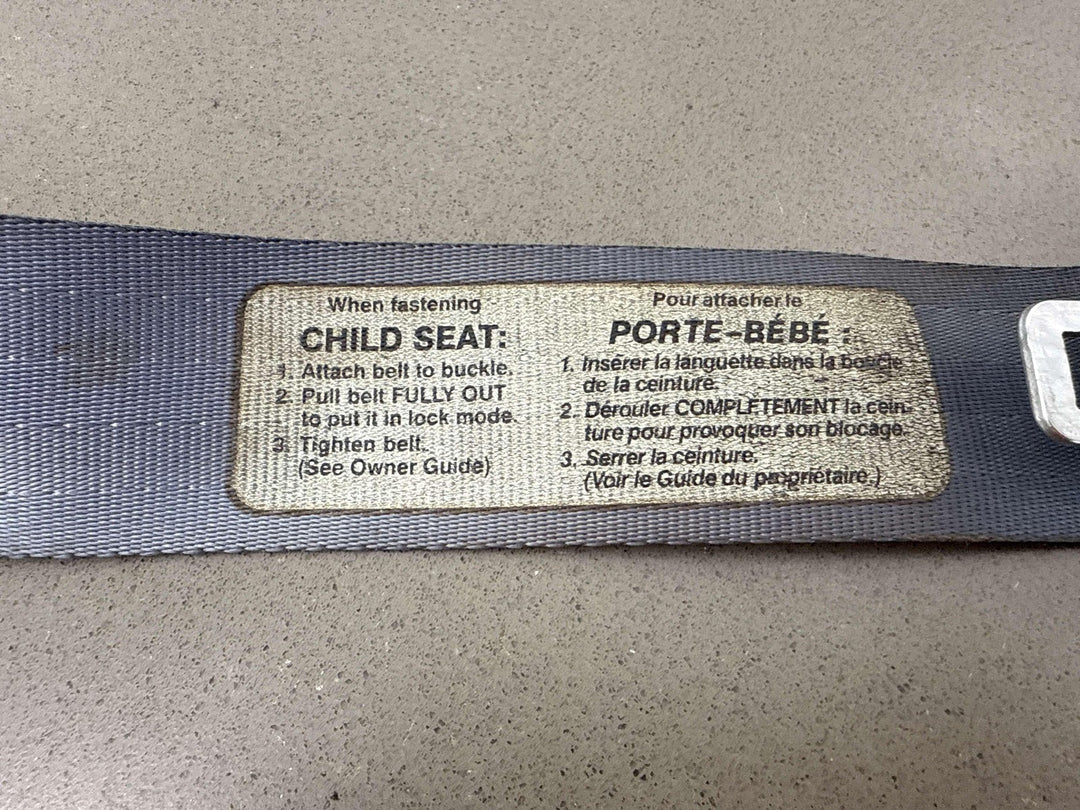 When fastening
CHILD SEAT:
1. Attach belt to buckle.
2. Pull belt FULLY OUT
to put it in lock mode.
3. Tighten belt.
(See Owner Guide)
Pour attacher le
PORTE-BÉBÉ :
1. Insérer la languette dans la boucle
de la ceinture.
2. Dérouler COMPLÈTEMENT la cein-
ture pour provoquer son blocage.
3. Serrer la ceinture.
(Voir le Guide du propriétaire.)